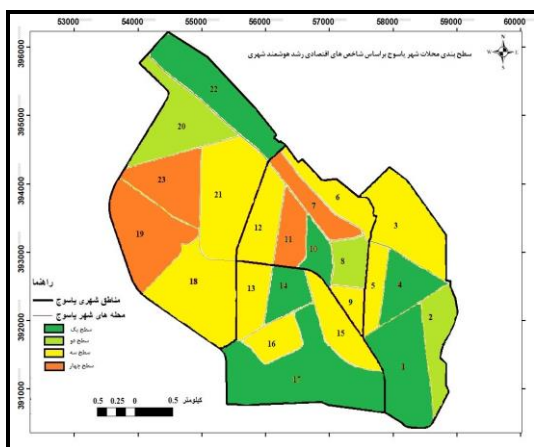 53000 54000 55000 56000 57000 58000 59000 60000
سطح بندی محلات شهر یاسوج براساس شاخص های اقتصادی رشد هوشمند شهری
N
W E
S
396000
395000
394000
393000
392000
391000
22
20
23
21
6
7
3
19
12
11
10
8
18
13
14
5
4
9
2
16
15
1
17
راهنما
مناطق شهری یاسوج
محله های شهر یاسوج
سطح یک
سطح دو
سطح سه
سطح چهار
0.5 0.25 0 0.5 کیلومتر